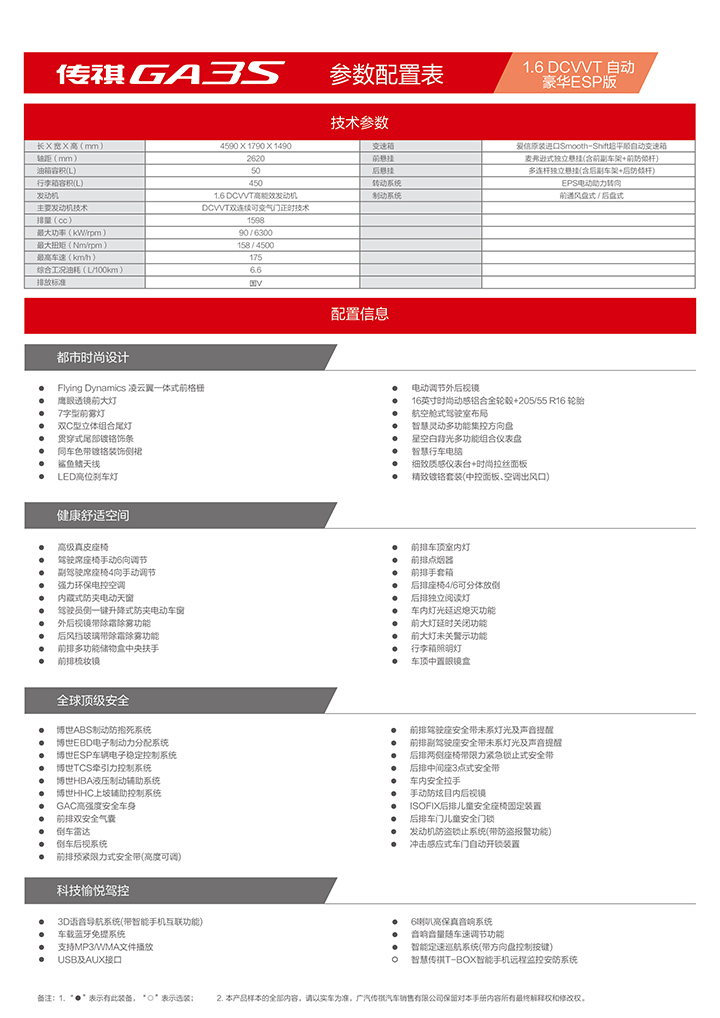 传祺 GA3S 参数配置表 1.6 DCVVT 自动
豪华ESP版
技术参数
长 X 宽 X 高（mm） 4590 X 1790 X 1490 变速箱 爱信原装进口Smooth-Shift超平顺自动变速箱
轴距（mm） 2620 前悬挂 麦弗逊式独立悬挂(含前副车架+前防倾杆)
油箱容积(L) 50 后悬挂 多连杆独立悬挂(含后副车架+后防倾杆)
行李箱容积(L) 450 转动系统 EPS电动助力转向
发动机 1.6 DCVVT高能效发动机 制动系统 前通风盘式 / 后盘式
主要发动机技术 DCVVT双连续可变气门正时技术
排量（cc） 1598
最大功率（kW/rpm） 90 / 6300
最大扭矩（Nm/rpm） 158 / 4500
最高车速（km/h） 175
综合工况油耗（L/100km） 6.6
排放标准 国V
配置信息
都市时尚设计
● Flying Dynamics 凌云翼一体式前格栅
● 鹰眼透镜前大灯
● 7字型前雾灯
● 双C型立体组合尾灯
● 贯穿式尾部镀铬饰条
● 同车色带镀铬装饰侧裙
● 鲨鱼鳍天线
● LED高位刹车灯
● 电动调节外后视镜
● 16英寸时尚动感铝合金轮毂+205/55 R16 轮胎
● 航空舱式驾驶室布局
● 智慧灵动多功能集控方向盘
● 星空白背光多功能组合仪表盘
● 智慧行车电脑
● 细致质感仪表台+时尚拉丝面板
● 精致镀铬套装(中控面板、空调出风口)
健康舒适空间
● 高级真皮座椅
● 驾驶席座椅手动6向调节
● 副驾驶席座椅4向手动调节
● 强力环保电控空调
● 内藏式防夹电动天窗
● 驾驶员侧一键升降式防夹电动车窗
● 外后视镜带除霜除雾功能
● 后风挡玻璃带除霜除雾功能
● 前排多功能储物盒中央扶手
● 前排梳妆镜
● 前排车顶室内灯
● 前排点烟器
● 前排手套箱
● 后排座椅4/6可分体放倒
● 后排独立阅读灯
● 车内灯光延迟熄灭功能
● 前大灯延时关闭功能
● 前大灯未关警示功能
● 行李箱照明灯
● 车顶中置眼镜盒
全球顶级安全
● 博世ABS制动防抱死系统
● 博世EBD电子制动力分配系统
● 博世ESP车辆电子稳定控制系统
● 博世TCS牵引力控制系统
● 博世HBA液压制动辅助系统
● 博世HHC上坡辅助控制系统
● GAC高强度安全车身
● 前排双安全气囊
● 倒车雷达
● 倒车后视系统
● 前排预紧限力式安全带(高度可调)
● 前排驾驶座安全带未系灯光及声音提醒
● 前排副驾驶座安全带未系灯光及声音提醒
● 后排两侧座椅带限力紧急锁止式安全带
● 后排中间座3点式安全带
● 车内安全拉手
● 手动防炫目内后视镜
● ISOFIX后排儿童安全座椅固定装置
● 后排车门儿童安全门锁
● 发动机防盗锁止系统(带防盗报警功能)
● 冲击感应式车门自动开锁装置
科技愉悦驾控
● 3D语音导航系统(带智能手机互联功能)
● 车载蓝牙免提系统
● 支持MP3/WMA文件播放
● USB及AUX接口
● 6喇叭高保真音响系统
● 音响音量随车速调节功能
● 智能定速巡航系统(带方向盘控制按键)
○ 智慧传祺T-BOX智能手机远程监控安防系统
备注：1. “●”表示有此装备，“○”表示选装； 2. 本产品样本的全部内容，请以实车为准，广汽传祺汽车销售有限公司保留对本手册内容所有最终解释权和修改权。